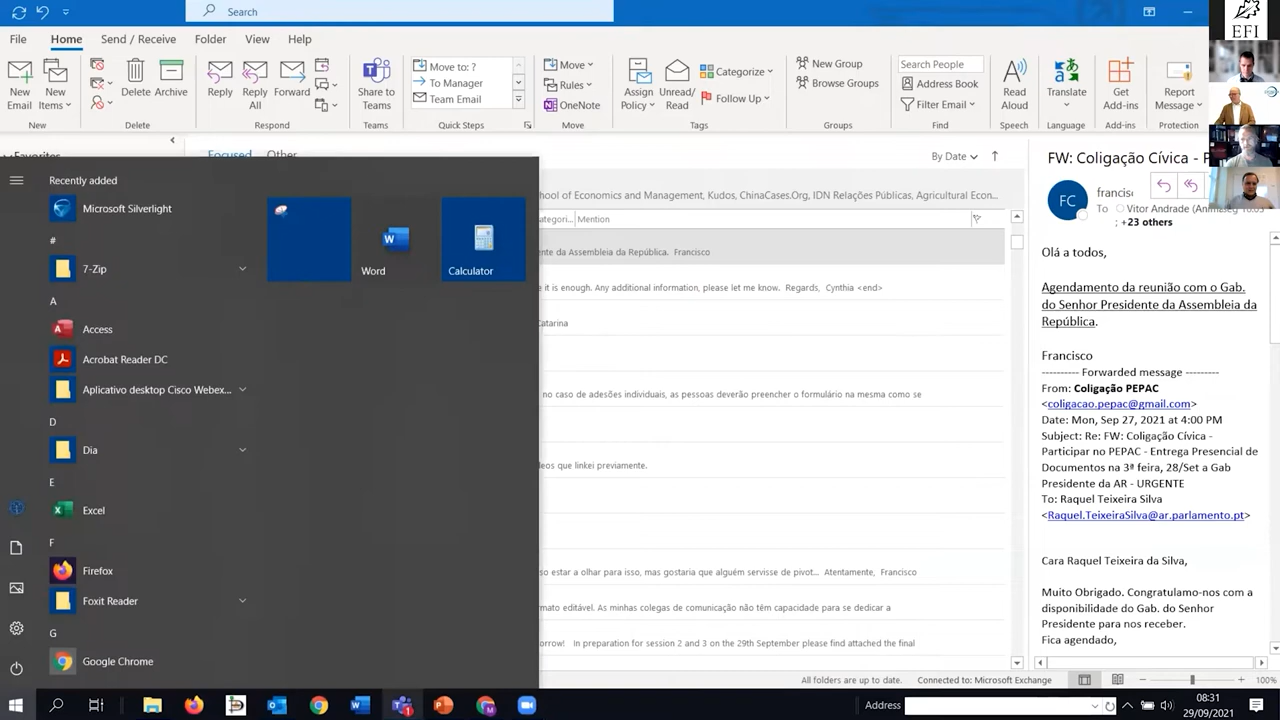 Search
EFI
File Home Send / Receive Folder Review View Help
New Email
New Items
Delete
Archive
Reply
Reply All
Forward
Share to Teams
Move to: ?
To Manager
Team Email
Move
Rules
OneNote
Assign Policy
Unread/ Read
Categorize
Follow Up
New Group
Browse Groups
Search People
Address Book
Filter Email
Read Aloud
Translate
Get Add-ins
Report Message
New Delete Respond Teams Quick Steps Move Tags Groups Find Speech Language Add-ins Protection
Favorites
Focused Other
By Date
Recently added
Microsoft Silverlight
#
7-Zip
A
Access
Acrobat Reader DC
Aplicativo desktop Cisco Webex...
D
Dia
E
Excel
F
Firefox
Foxit Reader
G
Google Chrome
Word
Calculator
hool of Economics and Management, Kudos, ChinaCases.Org, IDN Relações Públicas, Agricultural Econ...
ategori... Mention
nte da Assembleia da República. Francisco
e it is enough. Any additional information, please let me know. Regards, Cynthia <end>
Catarina
no caso de adesões individuais, as pessoas deverão preencher o formulário na mesma como se
deos que linkei previamente.
so estar a olhar para isso, mas gostaria que alguém servisse de pivot... Atentamente, Francisco
rmato editável. As minhas colegas de comunicação não têm capacidade para se dedicar a
orrow! In preparation for session 2 and 3 on the 29th September please find attached the final
FW: Coligação Cívica - P
FC
francisc
To Vitor Andrade
; +23 others
Olá a todos,
Agendamento da reunião com o Gab.
do Senhor Presidente da Assembleia da
República.
Francisco
---------- Forwarded message ---------
From: Coligação PEPAC
<coligacao.pepac@gmail.com>
Date: Mon, Sep 27, 2021 at 4:00 PM
Subject: Re: FW: Coligação Cívica -
Participar no PEPAC - Entrega Presencial de
Documentos na 3ª feira, 28/Set a Gab
Presidente da AR - URGENTE
To: Raquel Teixeira Silva
<Raquel.TeixeiraSilva@ar.parlamento.pt>
Cara Raquel Teixeira da Silva,
Muito Obrigado. Congratulamo-nos com a
disponibilidade do Gab. do Senhor
Presidente para nos receber.
Fica agendado,
All folders are up to date. Connected to: Microsoft Exchange
100%
Address
08:31
29/09/2021